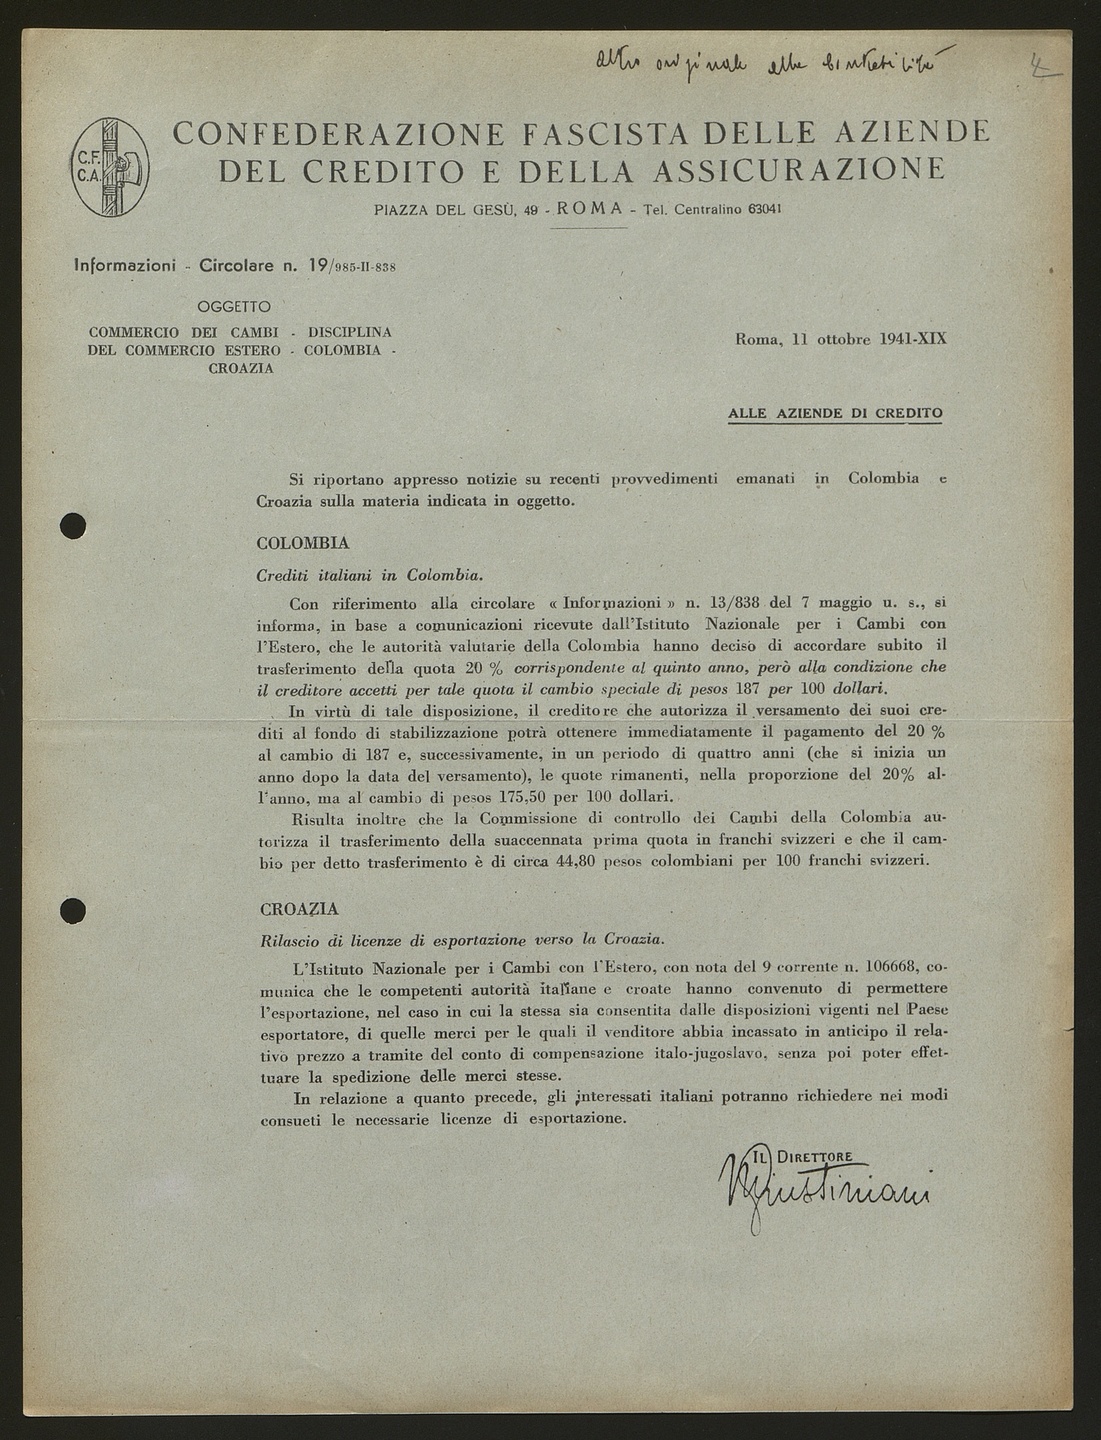 altro originale alla Contabilità
4
C.F.
C.A.
CONFEDERAZIONE FASCISTA DELLE AZIENDE
DEL CREDITO E DELLA ASSICURAZIONE
PIAZZA DEL GESÙ, 49 - ROMA - Tel. Centralino 63041
Informazioni - Circolare n. 19/985-II-838
OGGETTO
COMMERCIO DEI CAMBI - DISCIPLINA
DEL COMMERCIO ESTERO - COLOMBIA -
CROAZIA
Roma, 11 ottobre 1941-XIX
ALLE AZIENDE DI CREDITO
Si riportano appresso notizie su recenti provvedimenti emanati in Colombia e
Croazia sulla materia indicata in oggetto.
COLOMBIA
Crediti italiani in Colombia.
Con riferimento alla circolare « Informazioni » n. 13/838 del 7 maggio u. s., si
informa, in base a comunicazioni ricevute dall'Istituto Nazionale per i Cambi con
l'Estero, che le autorità valutarie della Colombia hanno deciso di accordare subito il
trasferimento della quota 20 % corrispondente al quinto anno, però alla condizione che
il creditore accetti per tale quota il cambio speciale di pesos 187 per 100 dollari.
In virtù di tale disposizione, il creditore che autorizza il versamento dei suoi cre-
diti al fondo di stabilizzazione potrà ottenere immediatamente il pagamento del 20 %
al cambio di 187 e, successivamente, in un periodo di quattro anni (che si inizia un
anno dopo la data del versamento), le quote rimanenti, nella proporzione del 20% al-
l'anno, ma al cambio di pesos 175,50 per 100 dollari.
Risulta inoltre che la Commissione di controllo dei Cambi della Colombia au-
torizza il trasferimento della suaccennata prima quota in franchi svizzeri e che il cam-
bio per detto trasferimento è di circa 44,80 pesos colombiani per 100 franchi svizzeri.
CROAZIA
Rilascio di licenze di esportazione verso la Croazia.
L'Istituto Nazionale per i Cambi con l'Estero, con nota del 9 corrente n. 106668, co-
munica che le competenti autorità italiane e croate hanno convenuto di permettere
l'esportazione, nel caso in cui la stessa sia consentita dalle disposizioni vigenti nel Paese
esportatore, di quelle merci per le quali il venditore abbia incassato in anticipo il rela-
tivo prezzo a tramite del conto di compensazione italo-jugoslavo, senza poi poter effet-
tuare la spedizione delle merci stesse.
In relazione a quanto precede, gli interessati italiani potranno richiedere nei modi
consueti le necessarie licenze di esportazione.
IL DIRETTORE
Giustiniani